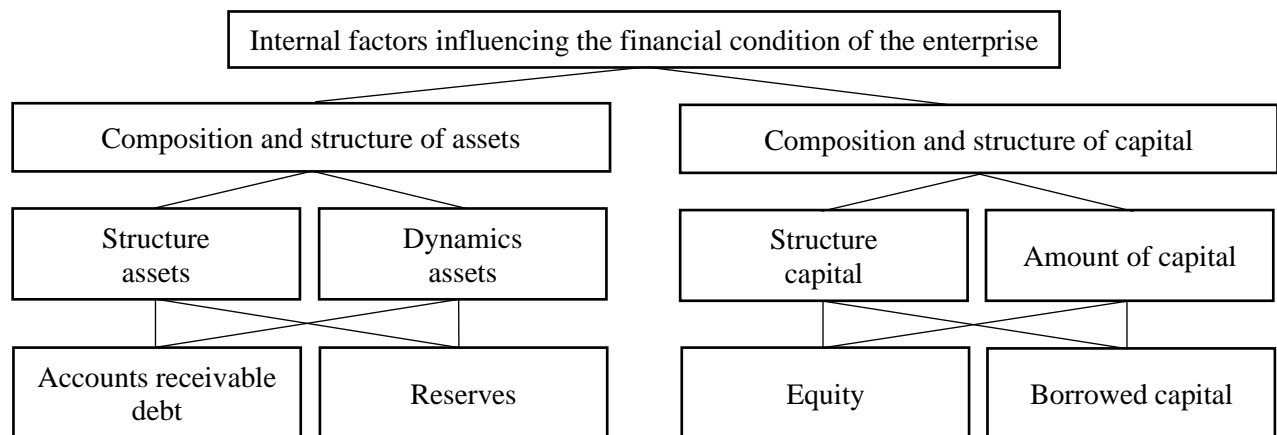 Internal factors influencing the financial condition of the enterprise
Composition and structure of assets
Composition and structure of capital
Structure
assets
Dynamics
assets
Structure
capital
Amount of capital
Accounts receivable
debt
Reserves
Equity
Borrowed capital